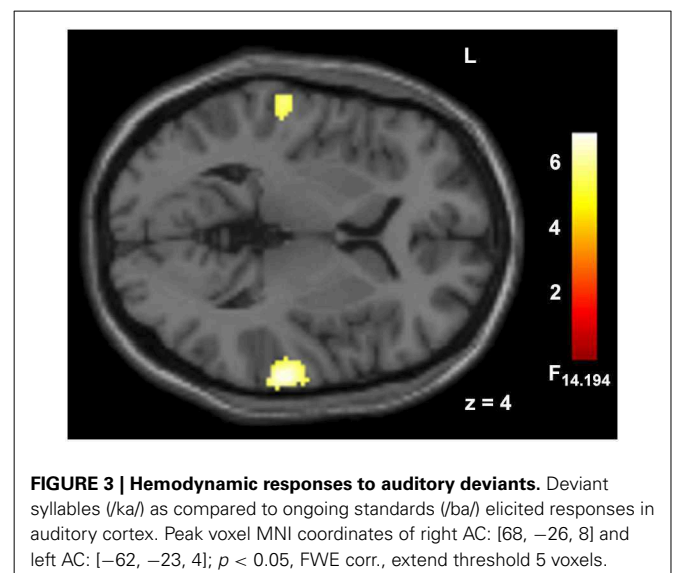 L
6
4
2
F14.194
z = 4
FIGURE 3 | Hemodynamic responses to auditory deviants. Deviant
syllables (/ka/) as compared to ongoing standards (/ba/) elicited responses in
auditory cortex. Peak voxel MNI coordinates of right AC: [68, −26, 8] and
left AC: [−62, −23, 4]; p < 0.05, FWE corr., extend threshold 5 voxels.